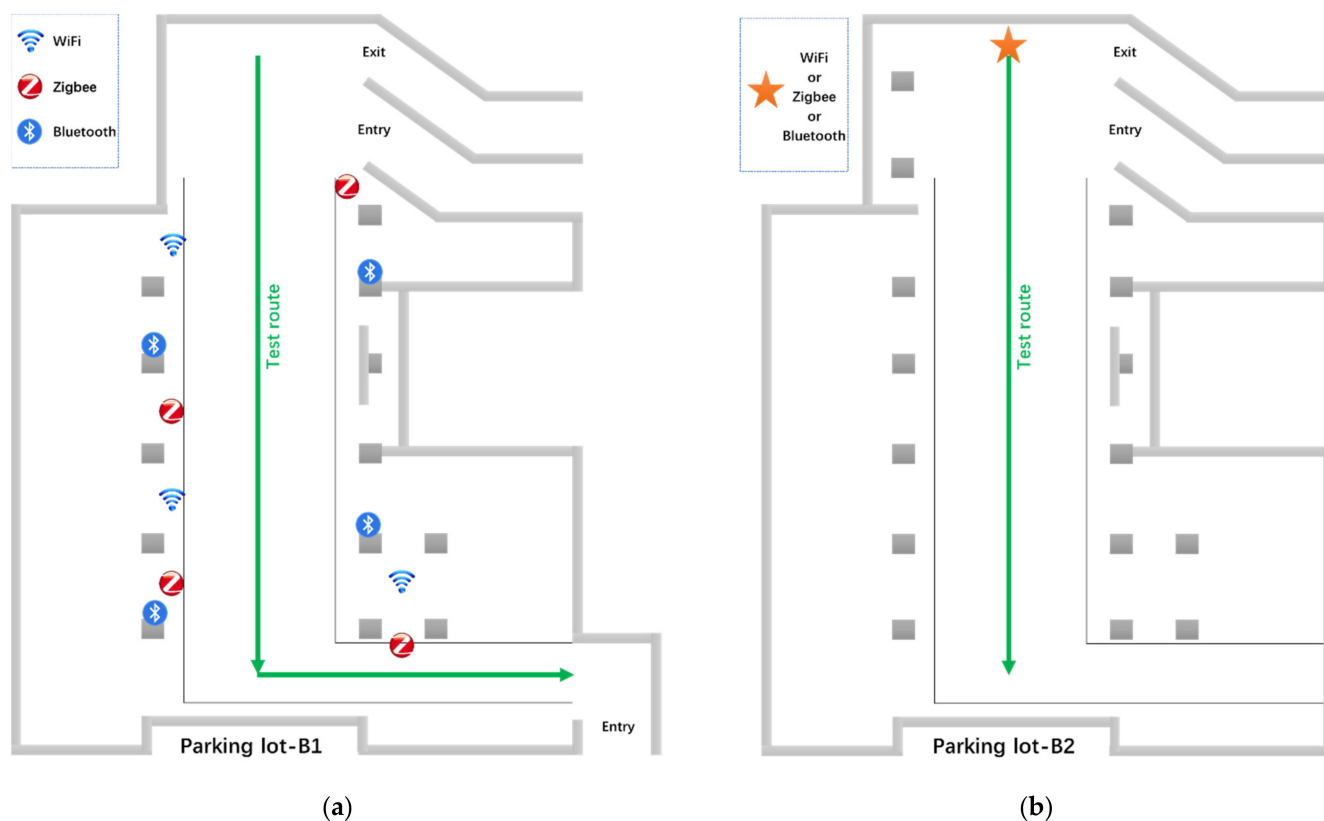 WiFi
Zigbee
Bluetooth
Exit
Entry
Test route
Entry
Parking lot-B1
(a)
WiFi
or
Zigbee
or
Bluetooth
Exit
Entry
Test route
Parking lot-B2
(b)